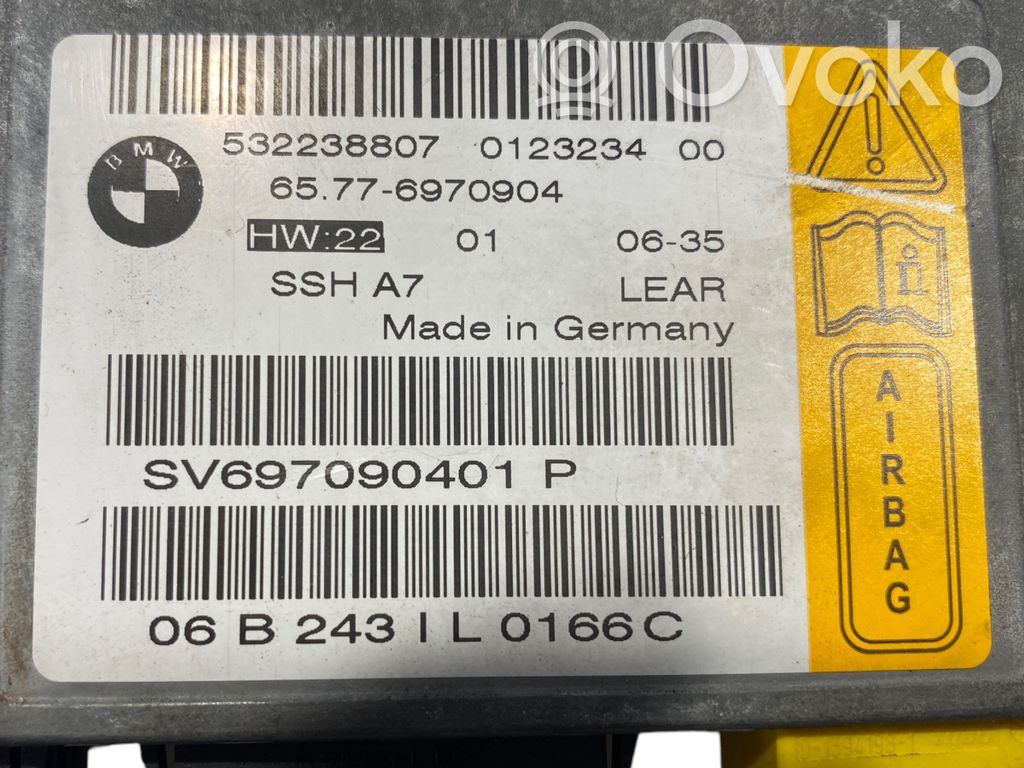 Ovoko
BMW
532238807 0123234 00
65.77-6970904
HW:22 01 06-35
SSH A7 LEAR
Made in Germany
SV697090401 P
06 B 243 I L 0166C
i
AIRBAG